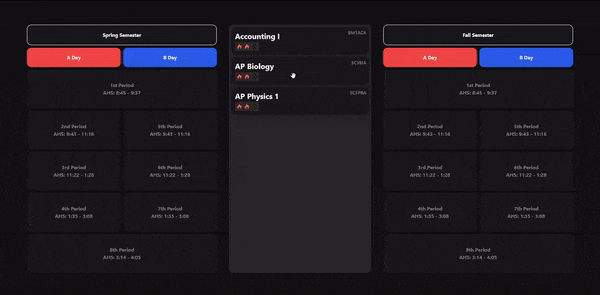 Spring Semester
A Day
B Day
1st Period
AHS: 8:45 - 9:37
2nd Period
AHS: 9:43 - 11:16
5th Period
AHS: 9:43 - 11:16
3rd Period
AHS: 11:22 - 1:28
6th Period
AHS: 11:22 - 1:28
4th Period
AHS: 1:35 - 3:08
7th Period
AHS: 1:35 - 3:08
8th Period
AHS: 3:14 - 4:05
Accounting I
AP Biology
AP Physics 1
Fall Semester
A Day
B Day
1st Period
AHS: 8:45 - 9:37
2nd Period
AHS: 9:43 - 11:16
5th Period
AHS: 9:43 - 11:16
3rd Period
AHS: 11:22 - 1:28
6th Period
AHS: 11:22 - 1:28
4th Period
AHS: 1:35 - 3:08
7th Period
AHS: 1:35 - 3:08
8th Period
AHS: 3:14 - 4:05